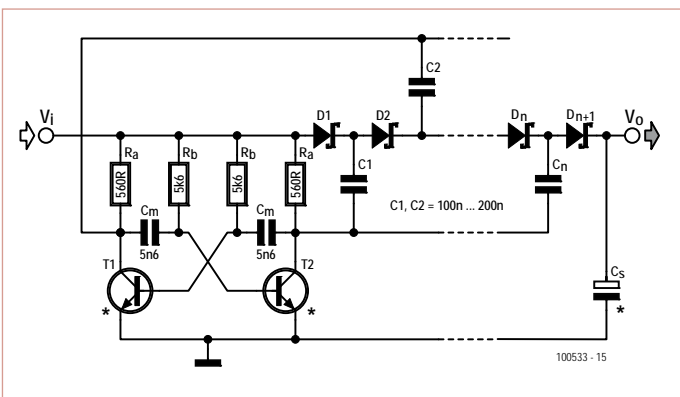 C2
Vi
D1
D2
Dn
Dn+1
Vo
Ra
Rb
Rb
Ra
560R
5k6
5k6
560R
C1
Cn
C1, C2 = 100n ... 200n
Cm
Cm
5n6
5n6
T1
T2
Cs
*
*
*
100533 - 15